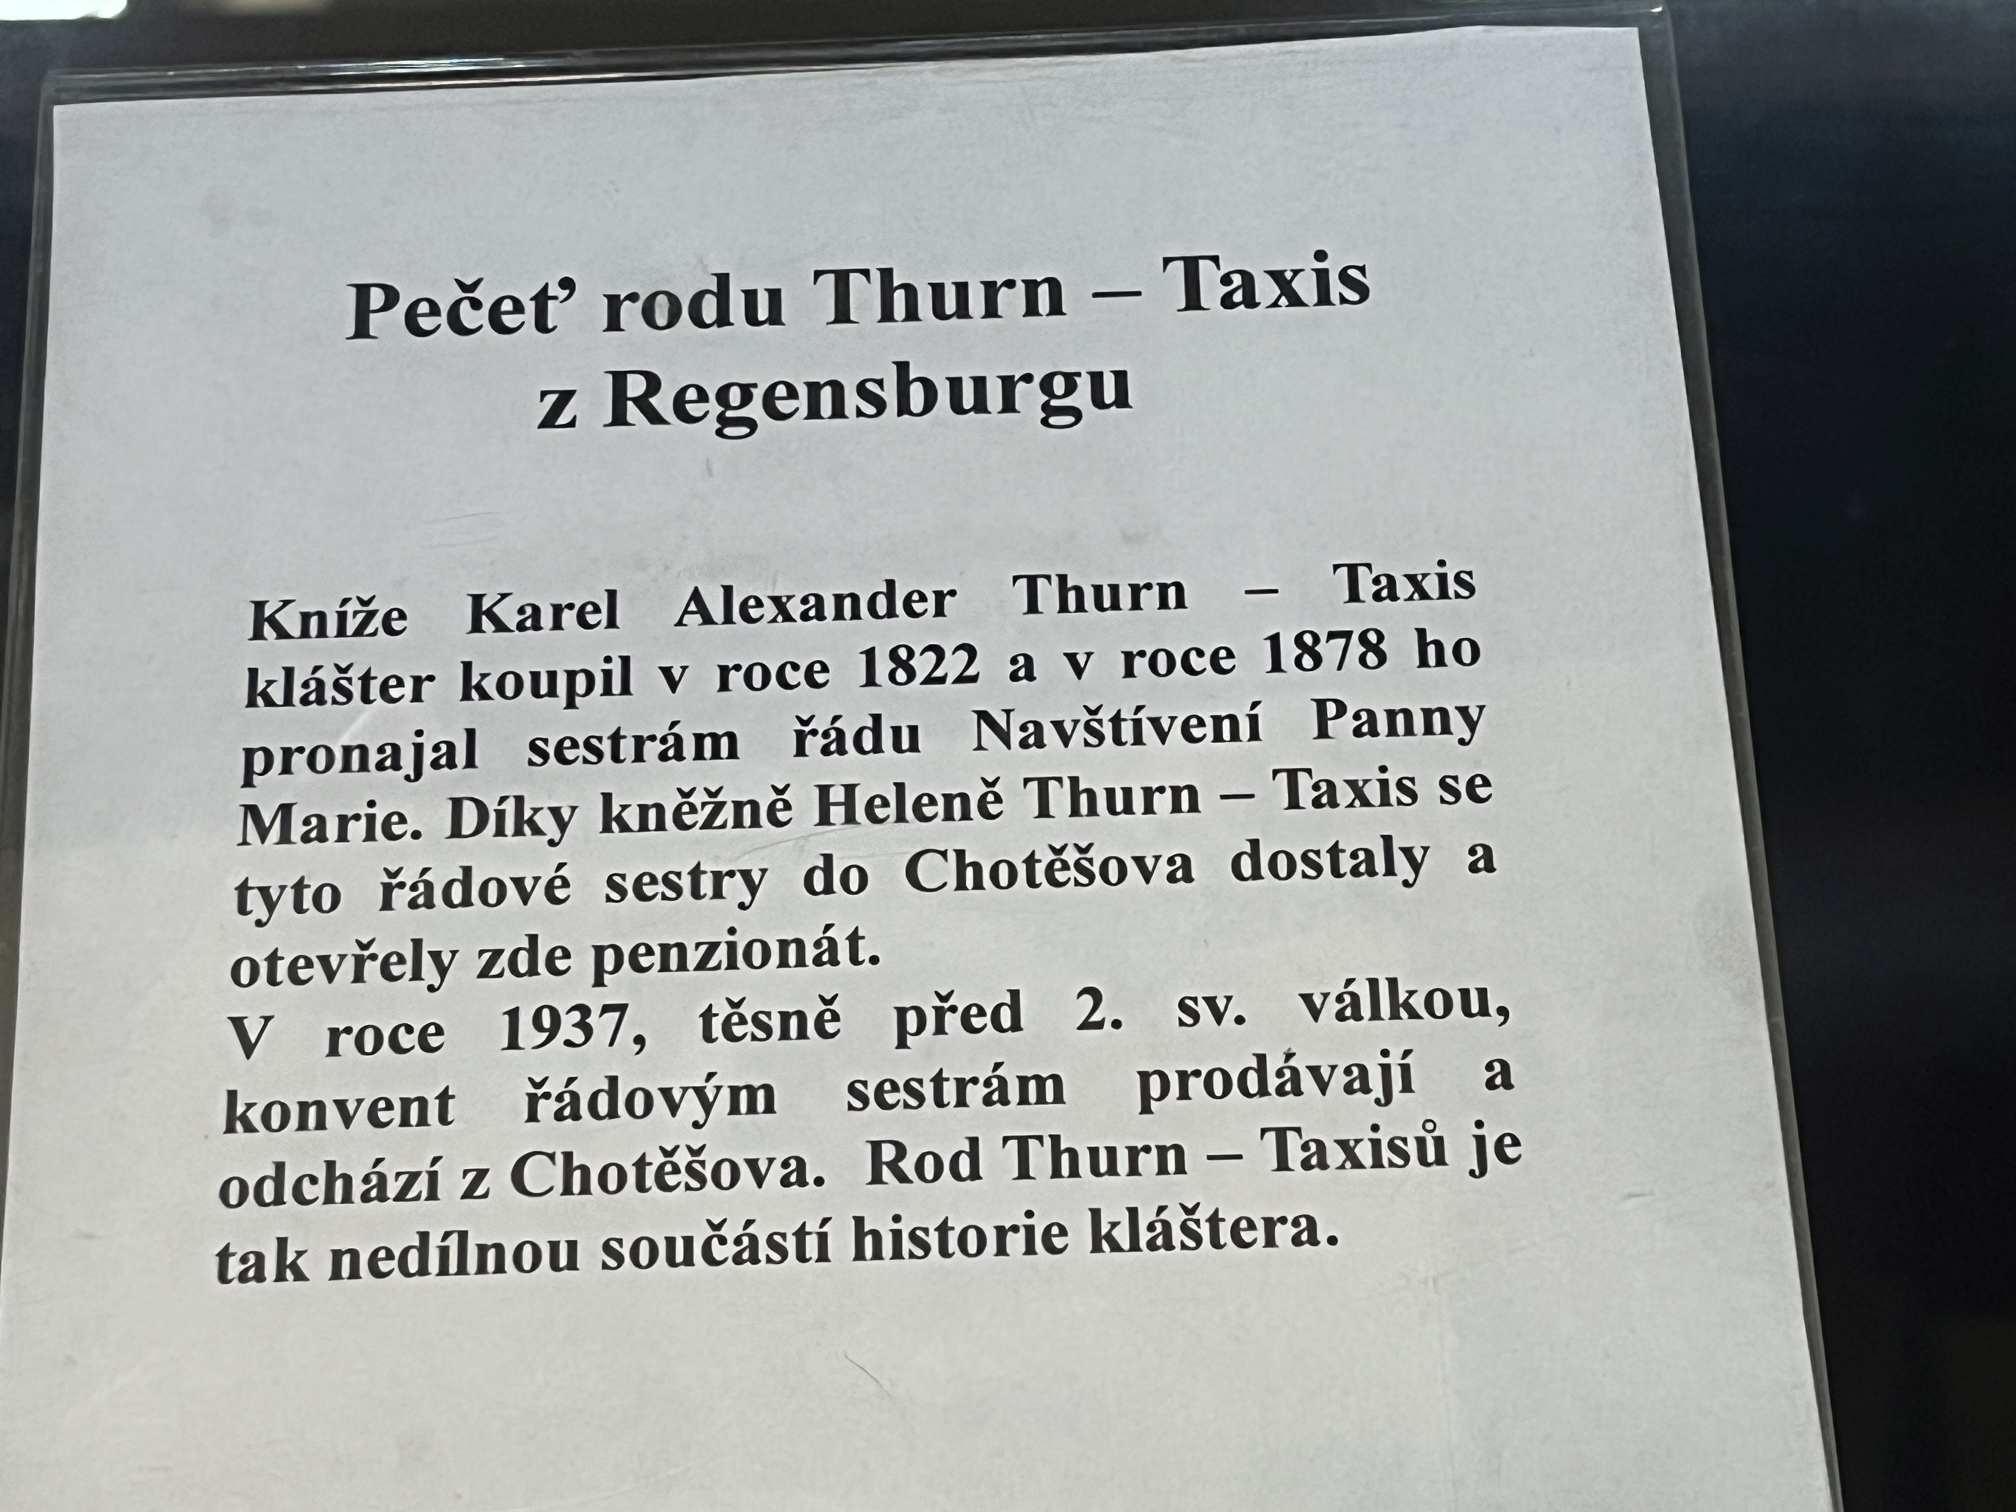 Pečeť rodu Thurn – Taxis
z Regensburgu
Kníže Karel Alexander Thurn – Taxis
klášter koupil v roce 1822 a v roce 1878 ho
pronajal sestrám řádu Navštívení Panny
Marie. Díky kněžně Heleně Thurn – Taxis se
tyto řádové sestry do Chotěšova dostaly a
otevřely zde penzionát.
V roce 1937, těsně před 2. sv. válkou,
konvent řádovým sestrám prodávají a
odchází z Chotěšova. Rod Thurn – Taxisů je
tak nedílnou součástí historie kláštera.